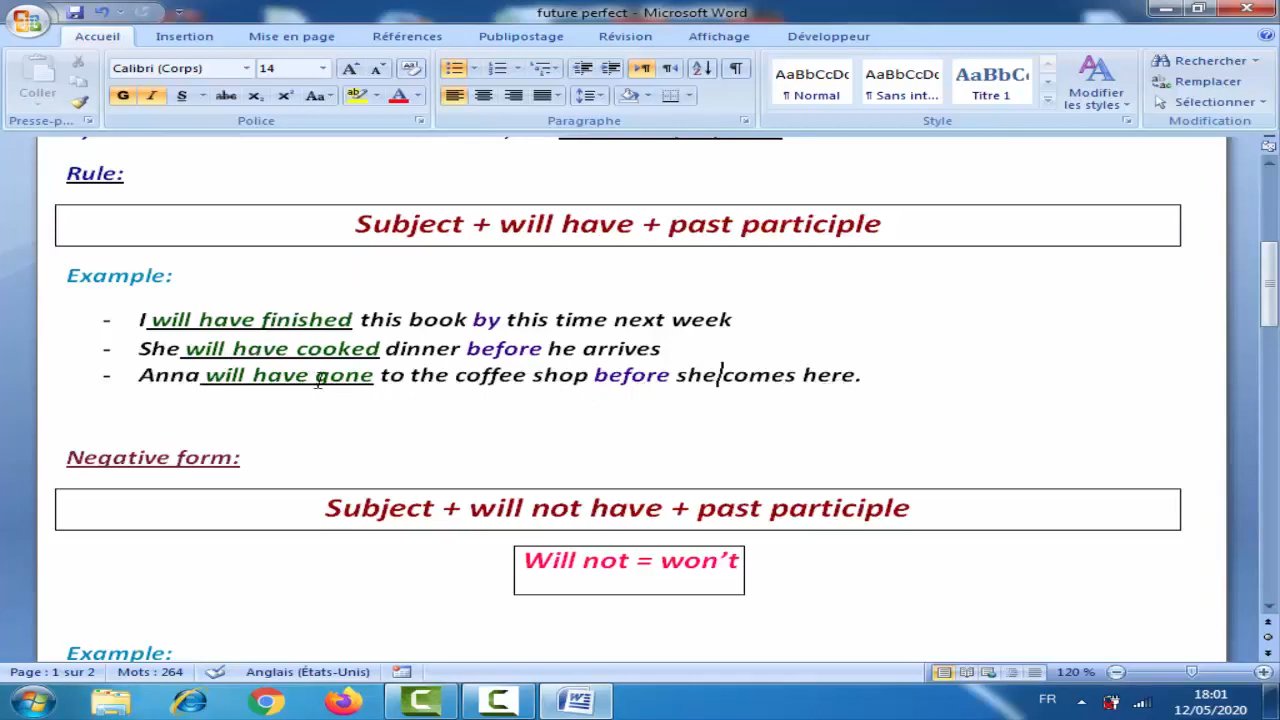 future perfect - Microsoft Word
Accueil Insertion Mise en page Références Publipostage Révision Affichage Développeur
Coller
Presse-p...
Calibri (Corps) 14
G I S abc x₂ x² Aa
Police
Paragraphe
AaBbCcDc AaBbCcDc AaBbC
¶ Normal ¶ Sans int... Titre 1
Modifier les styles
Style
Rechercher
Remplacer
Sélectionner
Modification
Rule:
Subject + will have + past participle
Example:
- I will have finished this book by this time next week
- She will have cooked dinner before he arrives
- Anna will have gone to the coffee shop before she comes here.
Negative form:
Subject + will not have + past participle
Will not = won't
Example:
Page : 1 sur 2 Mots : 264 Anglais (États-Unis) 120 %
FR 18:01
12/05/2020